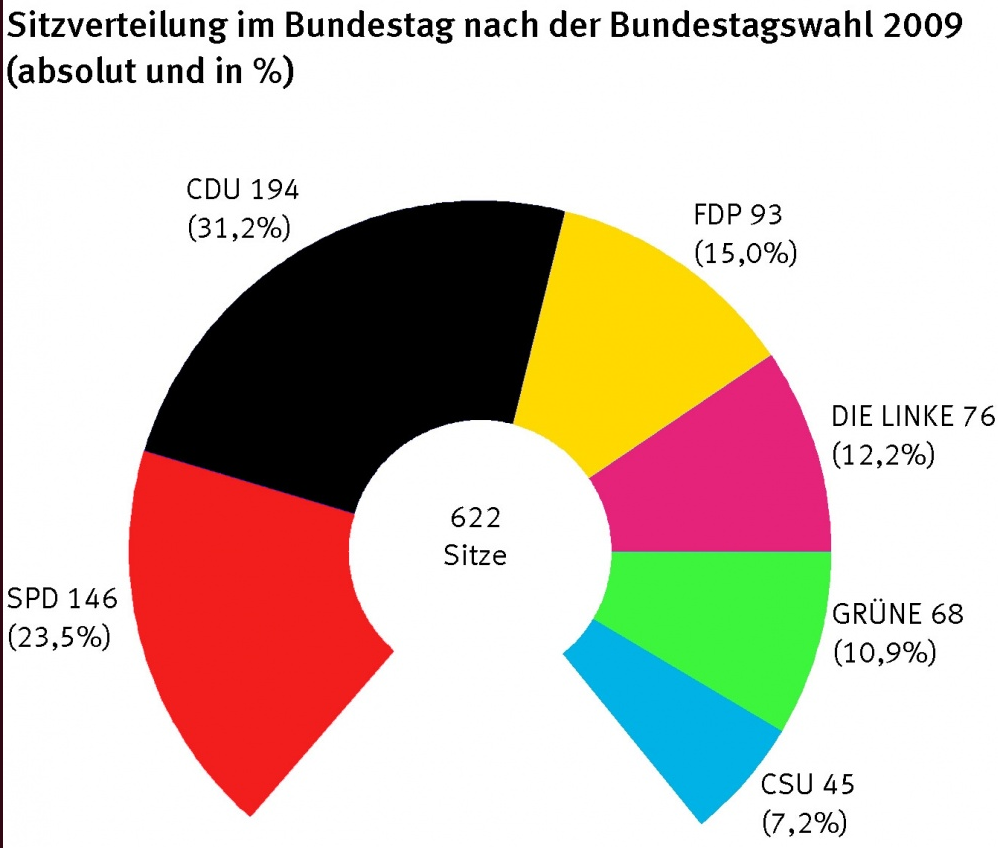 Sitzverteilung im Bundestag nach der Bundestagswahl 2009
(absolut und in %)
CDU 194
(31,2%)
FDP 93
(15,0%)
DIE LINKE 76
(12,2%)
622
Sitze
SPD 146
(23,5%)
GRÜNE 68
(10,9%)
CSU 45
(7,2%)